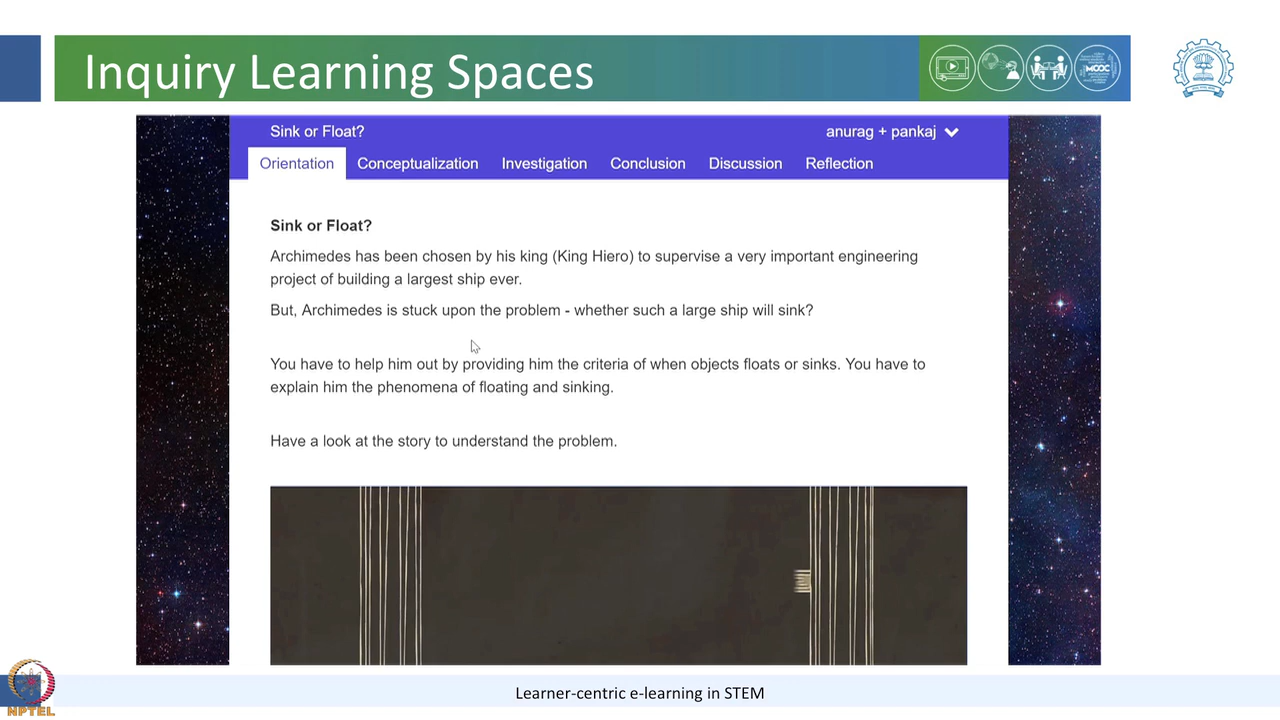 Inquiry Learning Spaces
MOOC
Sink or Float?
anurag + pankaj
Orientation Conceptualization Investigation Conclusion Discussion Reflection
Sink or Float?
Archimedes has been chosen by his king (King Hiero) to supervise a very important engineering
project of building a largest ship ever.
But, Archimedes is stuck upon the problem - whether such a large ship will sink?
You have to help him out by providing him the criteria of when objects floats or sinks. You have to
explain him the phenomena of floating and sinking.
Have a look at the story to understand the problem.
Learner-centric e-learning in STEM
NPTEL